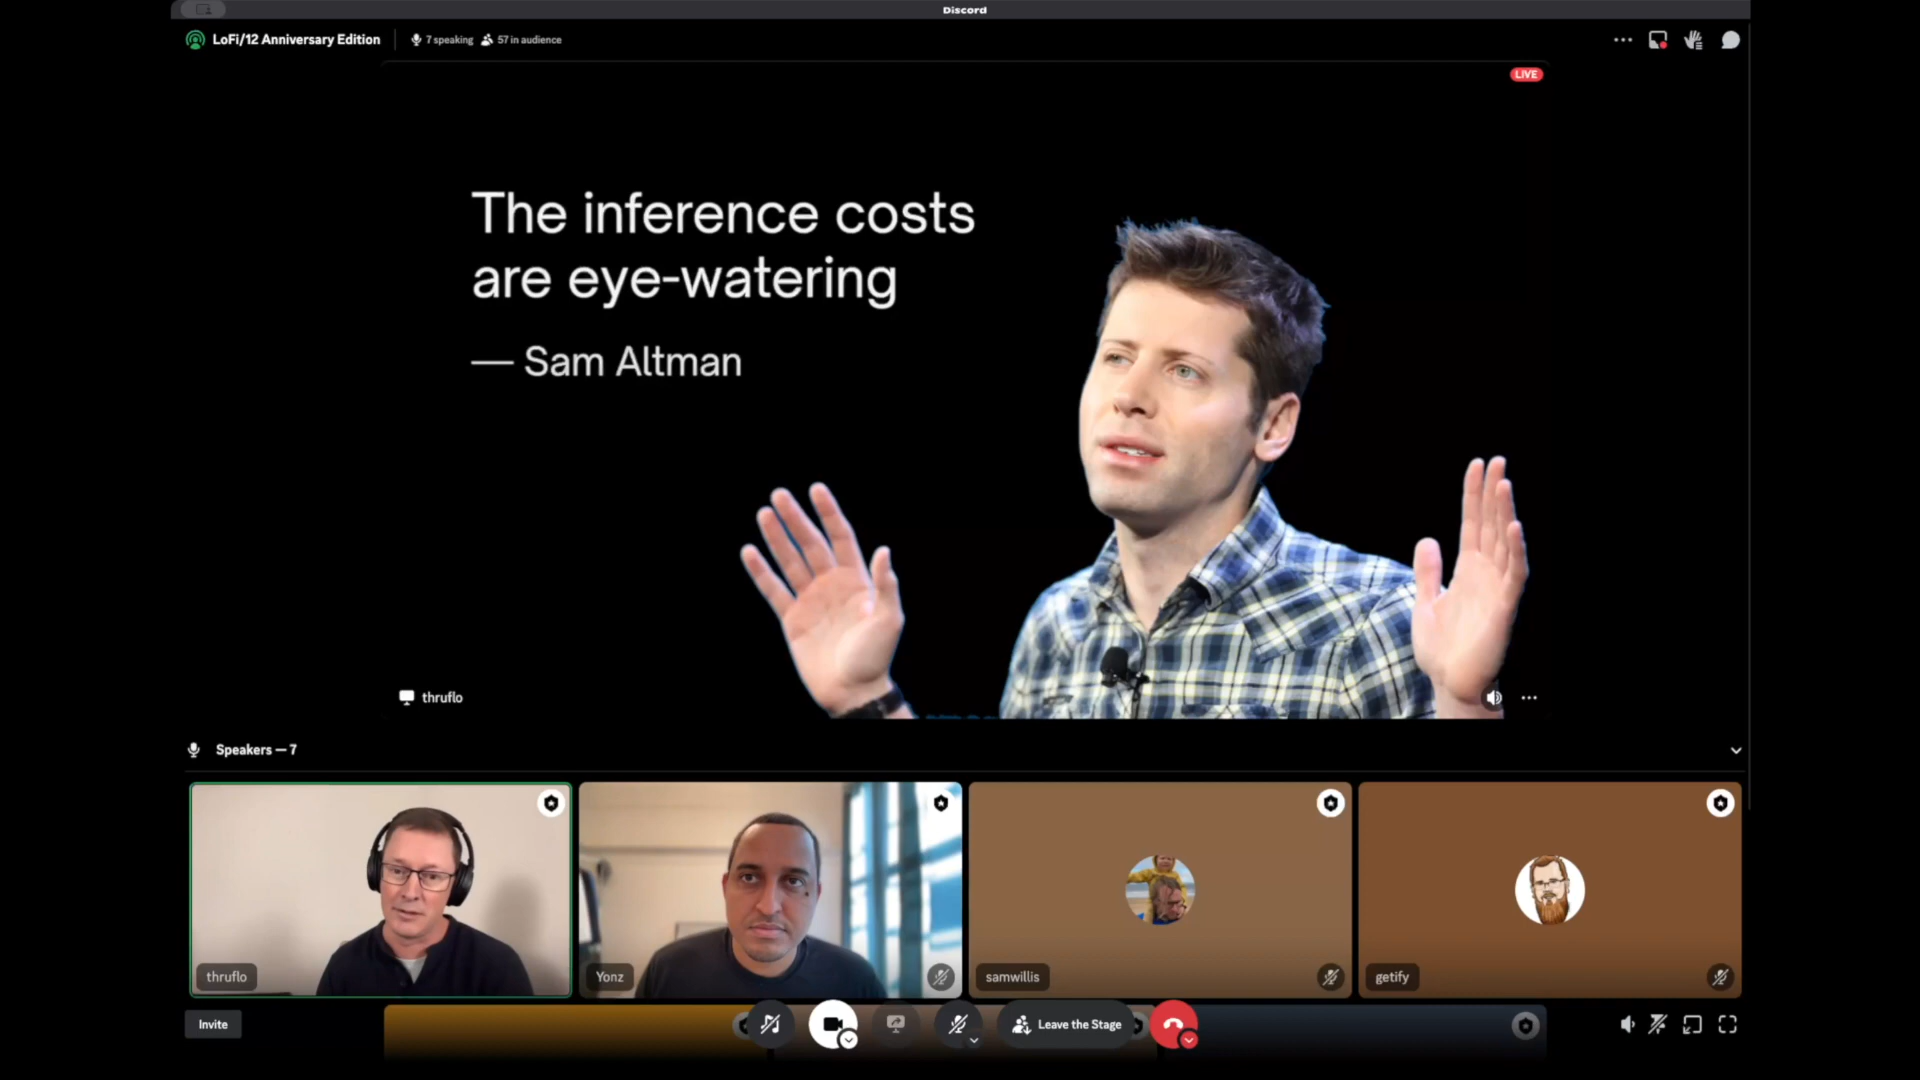 Discord
LoFi/12 Anniversary Edition
7 speaking
57 in audience
LIVE
The inference costs
are eye-watering
— Sam Altman
thruflo
Speakers — 7
thruflo
Yonz
samwillis
getify
Invite
Leave the Stage